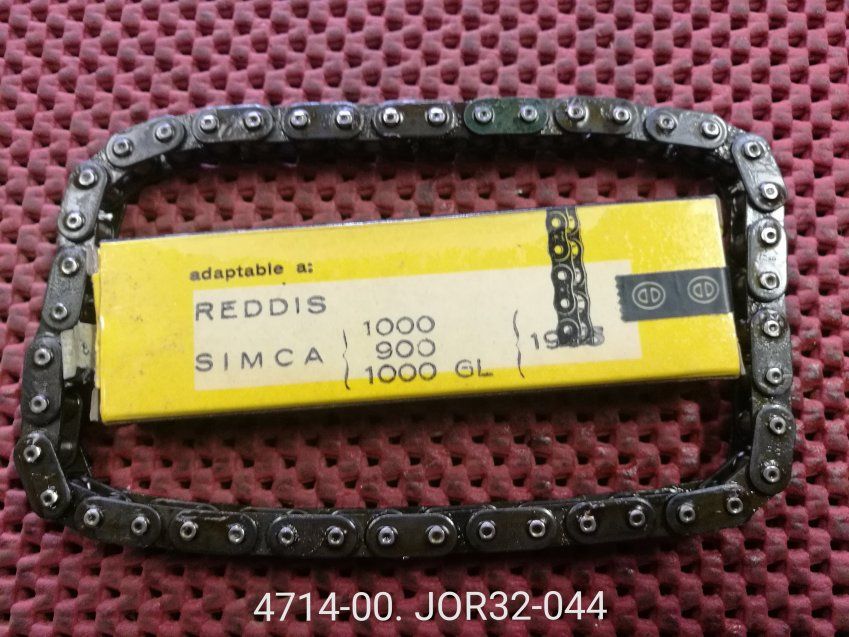 adaptable a:
REDDIS
SIMCA
1000
900
1000 GL
4714-00. JOR32-044